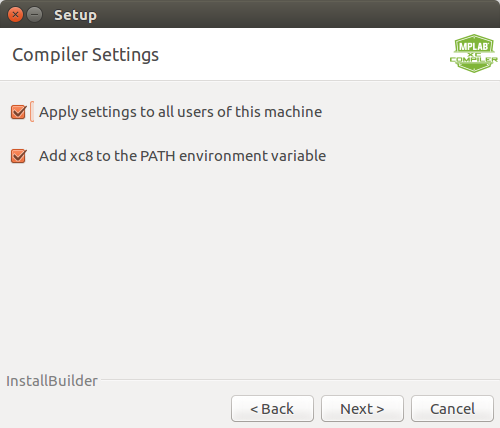 Setup
Compiler Settings
MPLAB
XC
COMPILER
Apply settings to all users of this machine
Add xc8 to the PATH environment variable
InstallBuilder
< Back
Next >
Cancel